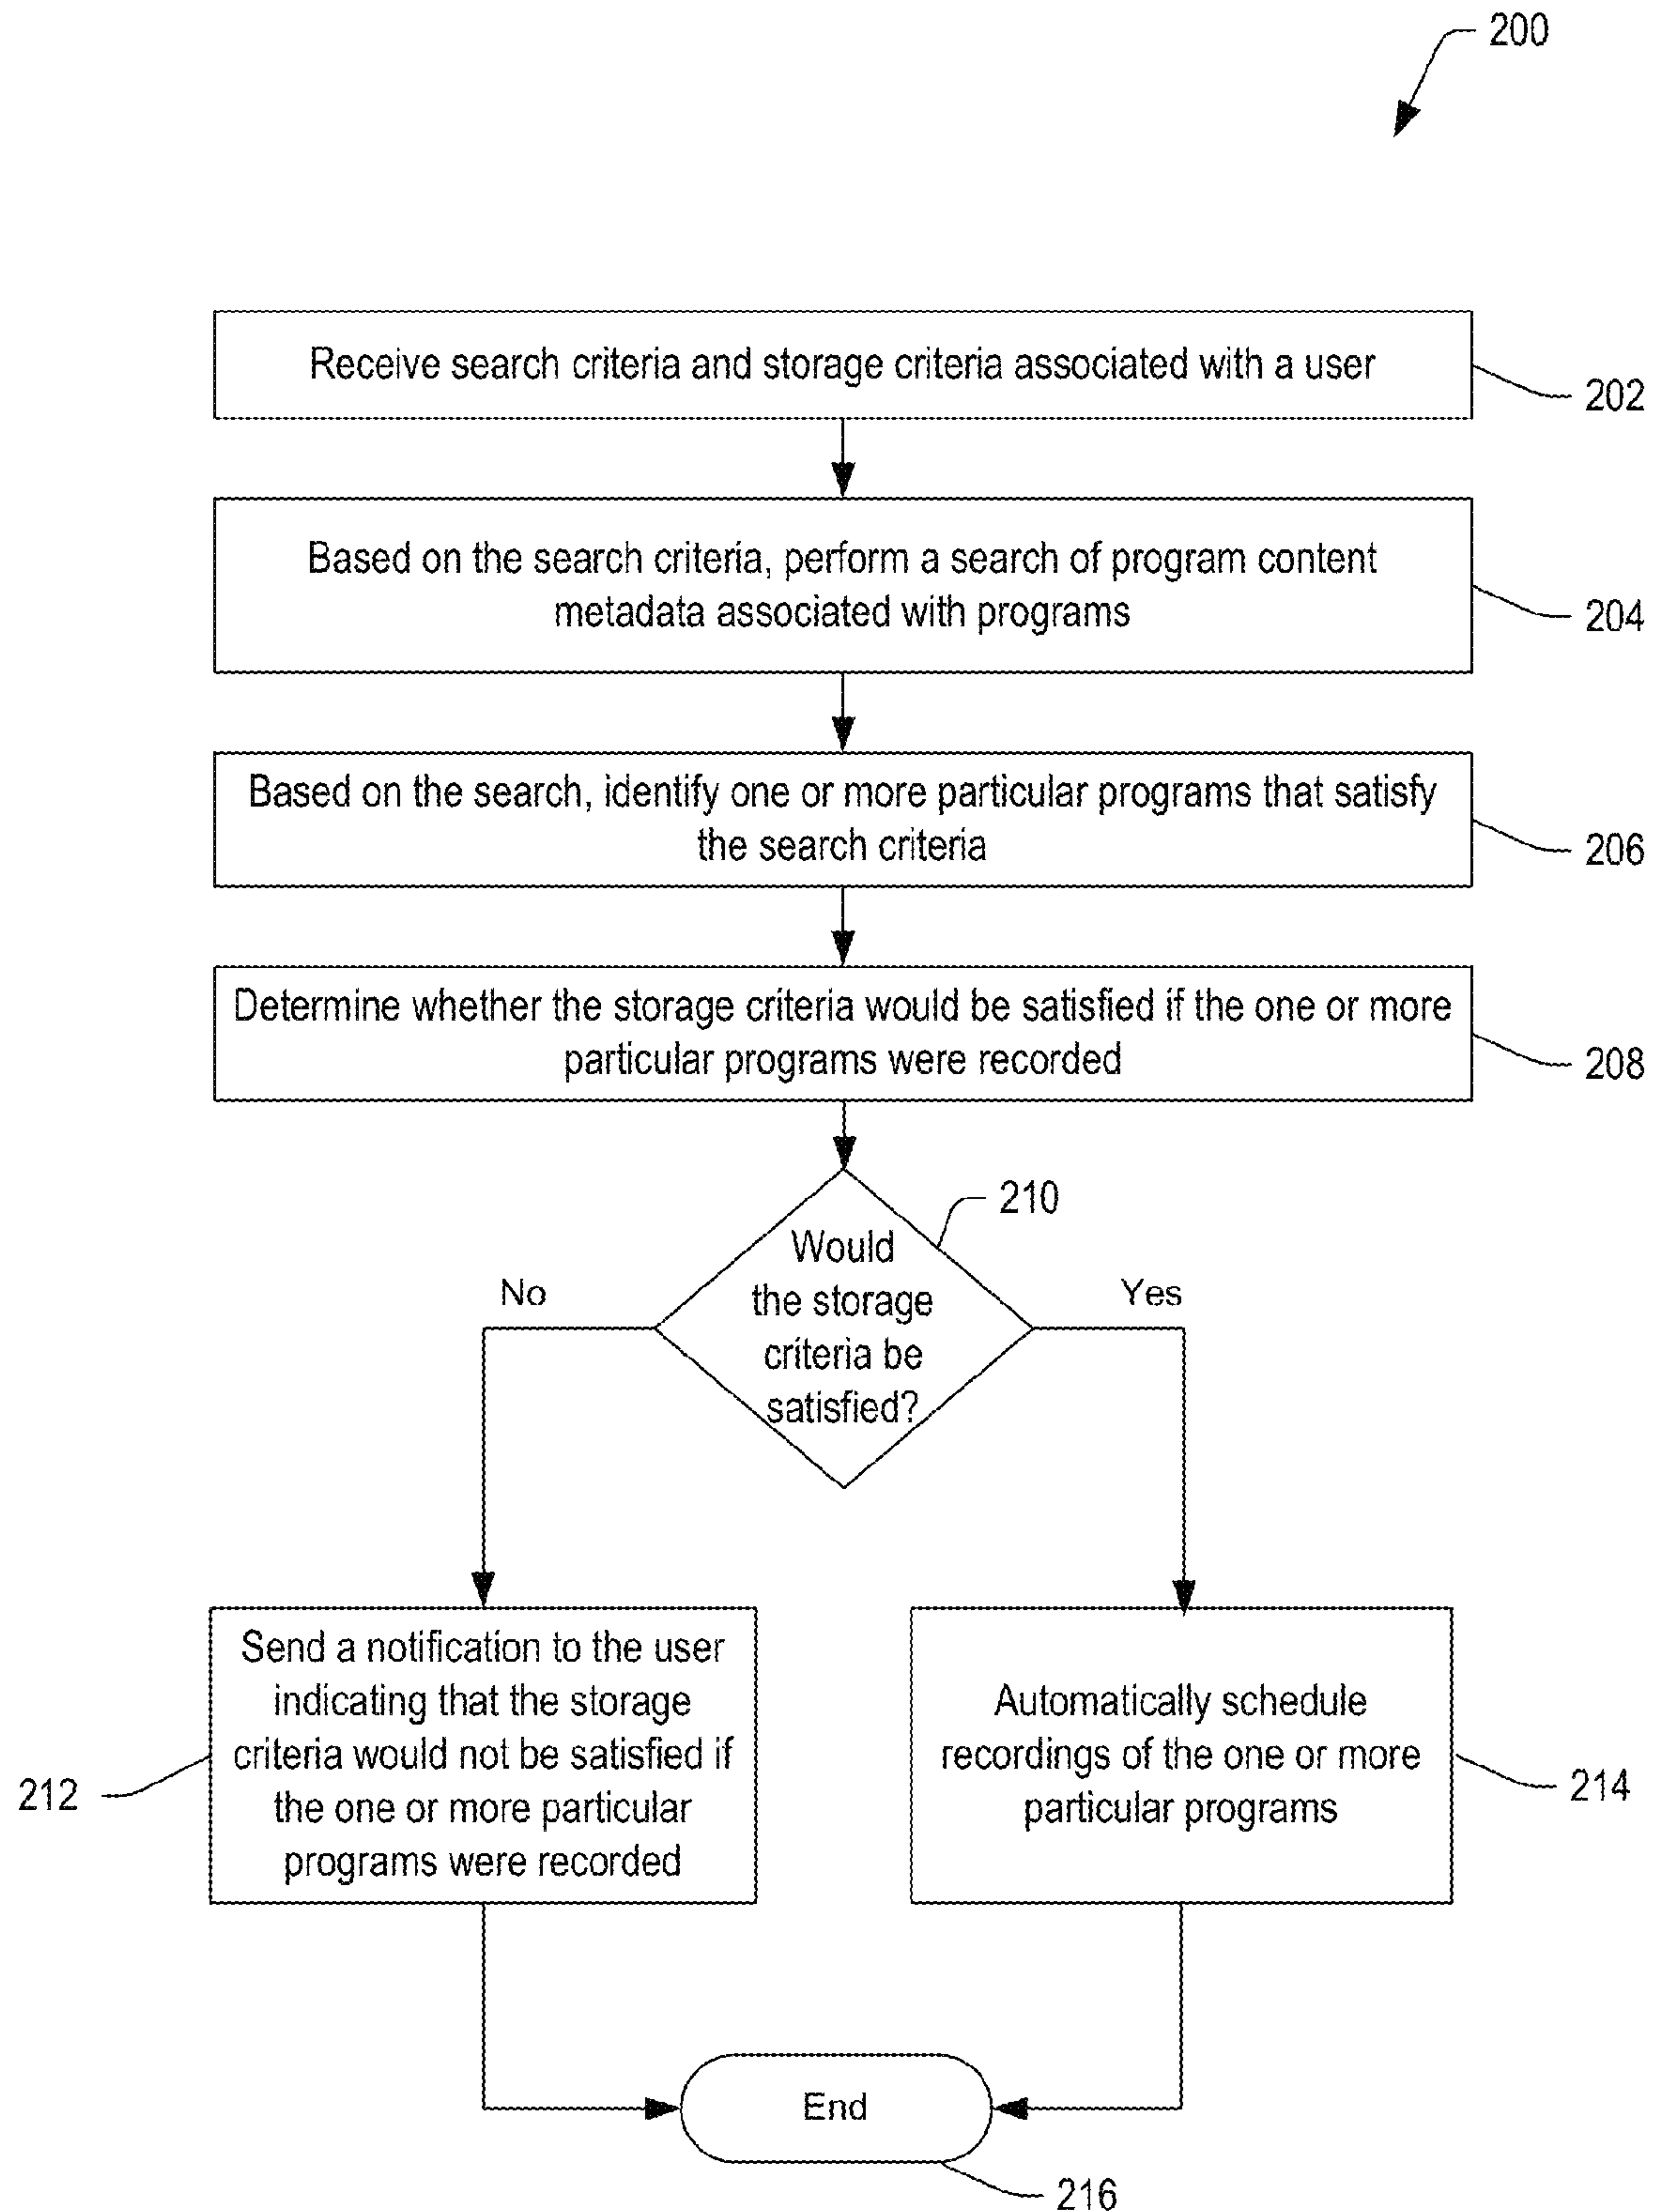 200
Receive search criteria and storage criteria associated with a user
202
Based on the search criteria, perform a search of program content
metadata associated with programs
204
Based on the search, identify one or more particular programs that satisfy
the search criteria
206
Determine whether the storage criteria would be satisfied if the one or more
particular programs were recorded
208
210
Would
the storage
criteria be
satisfied?
No
Yes
Send a notification to the user
indicating that the storage
criteria would not be satisfied if
the one or more particular
programs were recorded
212
Automatically schedule
recordings of the one or more
particular programs
214
End
216